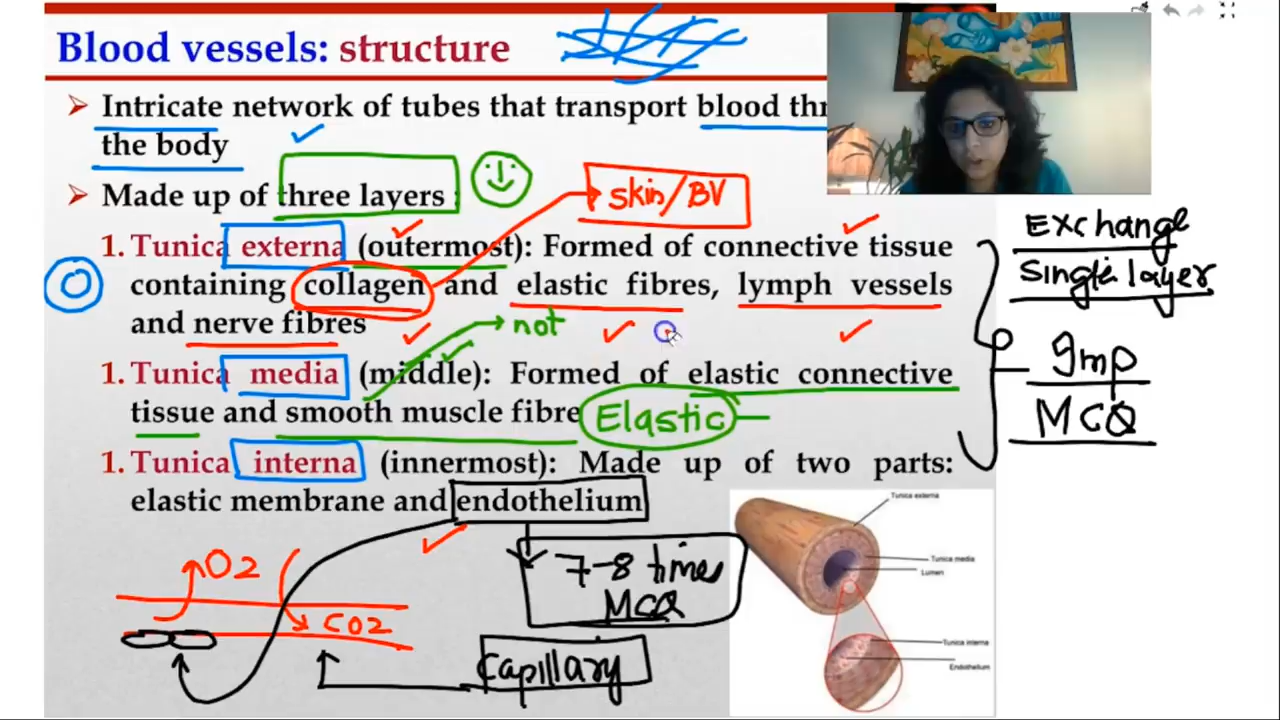 Blood vessels: structure
➢ Intricate network of tubes that transport blood thr
the body
➢ Made up of three layers :
skin/BV
1. Tunica externa (outermost): Formed of connective tissue
containing collagen and elastic fibres, lymph vessels
and nerve fibres
not
1. Tunica media (middle): Formed of elastic connective
tissue and smooth muscle fibre
Elastic
1. Tunica interna (innermost): Made up of two parts:
elastic membrane and endothelium
Exchange
Single layer
Imp
MCQ
O2
CO2
7-8 times
MCQ
Capillary
Tunica externa
Tunica media
Lumen
Tunica interna
Endothelium